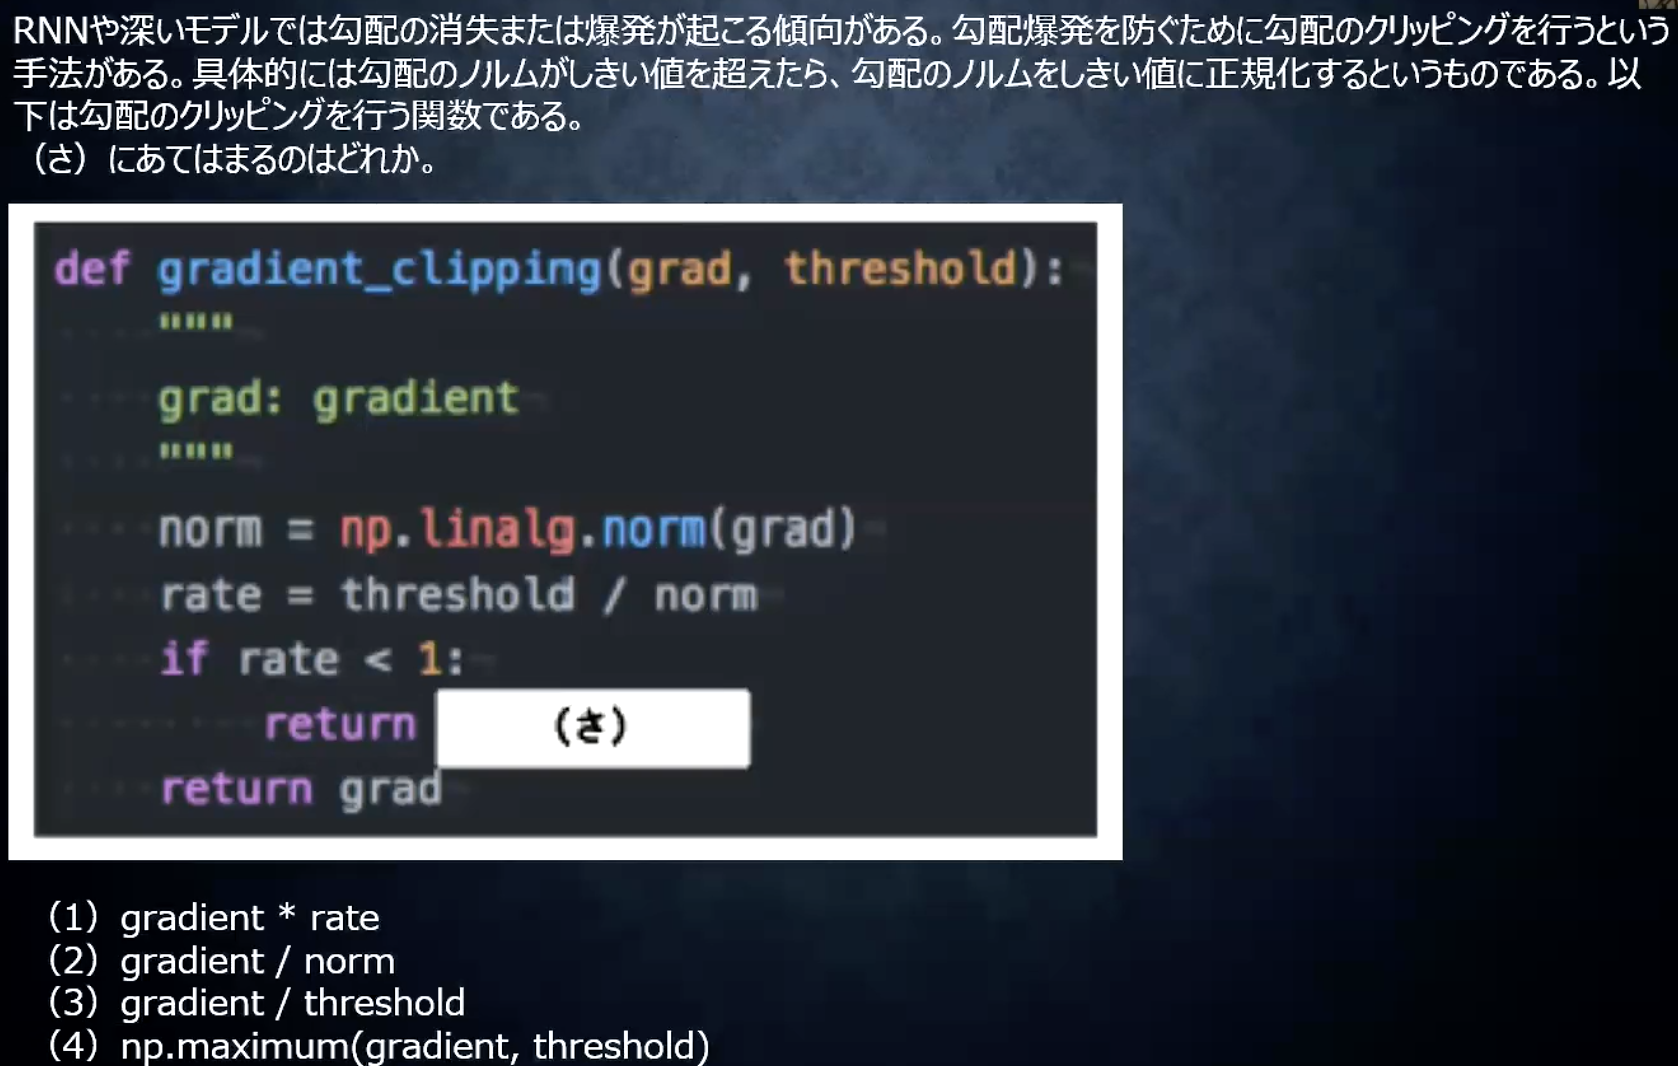 RNNや深いモデルでは勾配の消失または爆発が起こる傾向がある。勾配爆発を防ぐために勾配のクリッピングを行うという
手法がある。具体的には勾配のノルムがしきい値を超えたら、勾配のノルムをしきい値に正規化するというものである。以
下は勾配のクリッピングを行う関数である。
（さ）にあてはまるのはどれか。
def gradient_clipping(grad, threshold):
"""
grad: gradient
"""
norm = np.linalg.norm(grad)
rate = threshold / norm
if rate < 1:
return （さ）
return grad
（1）gradient * rate
（2）gradient / norm
（3）gradient / threshold
（4）np.maximum(gradient, threshold)